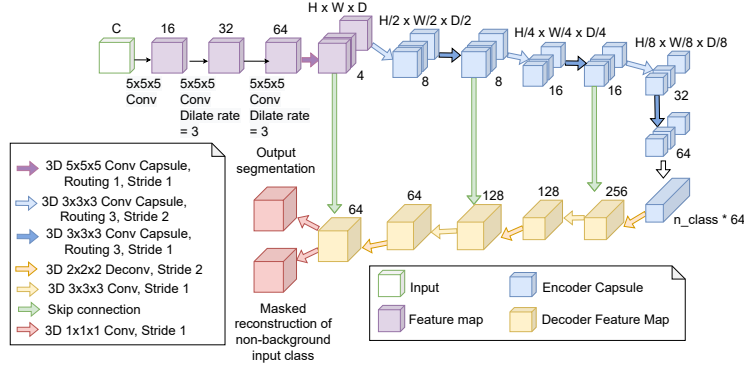 C
16
32
64
H x W x D
H/2 x W/2 x D/2
H/4 x W/4 x D/4
H/8 x W/8 x D/8
5x5x5
Conv
5x5x5
Conv
Dilate rate
= 3
5x5x5
Conv
Dilate rate
= 3
4
8
8
16
16
32
64
n_class * 64
Output
segmentation
64
64
128
128
256
Masked
reconstruction of
non-background
input class
3D 5x5x5 Conv Capsule,
Routing 1, Stride 1
3D 3x3x3 Conv Capsule,
Routing 3, Stride 2
3D 3x3x3 Conv Capsule,
Routing 3, Stride 1
3D 2x2x2 Deconv, Stride 2
3D 3x3x3 Conv, Stride 1
Skip connection
3D 1x1x1 Conv, Stride 1
Input
Encoder Capsule
Feature map
Decoder Feature Map